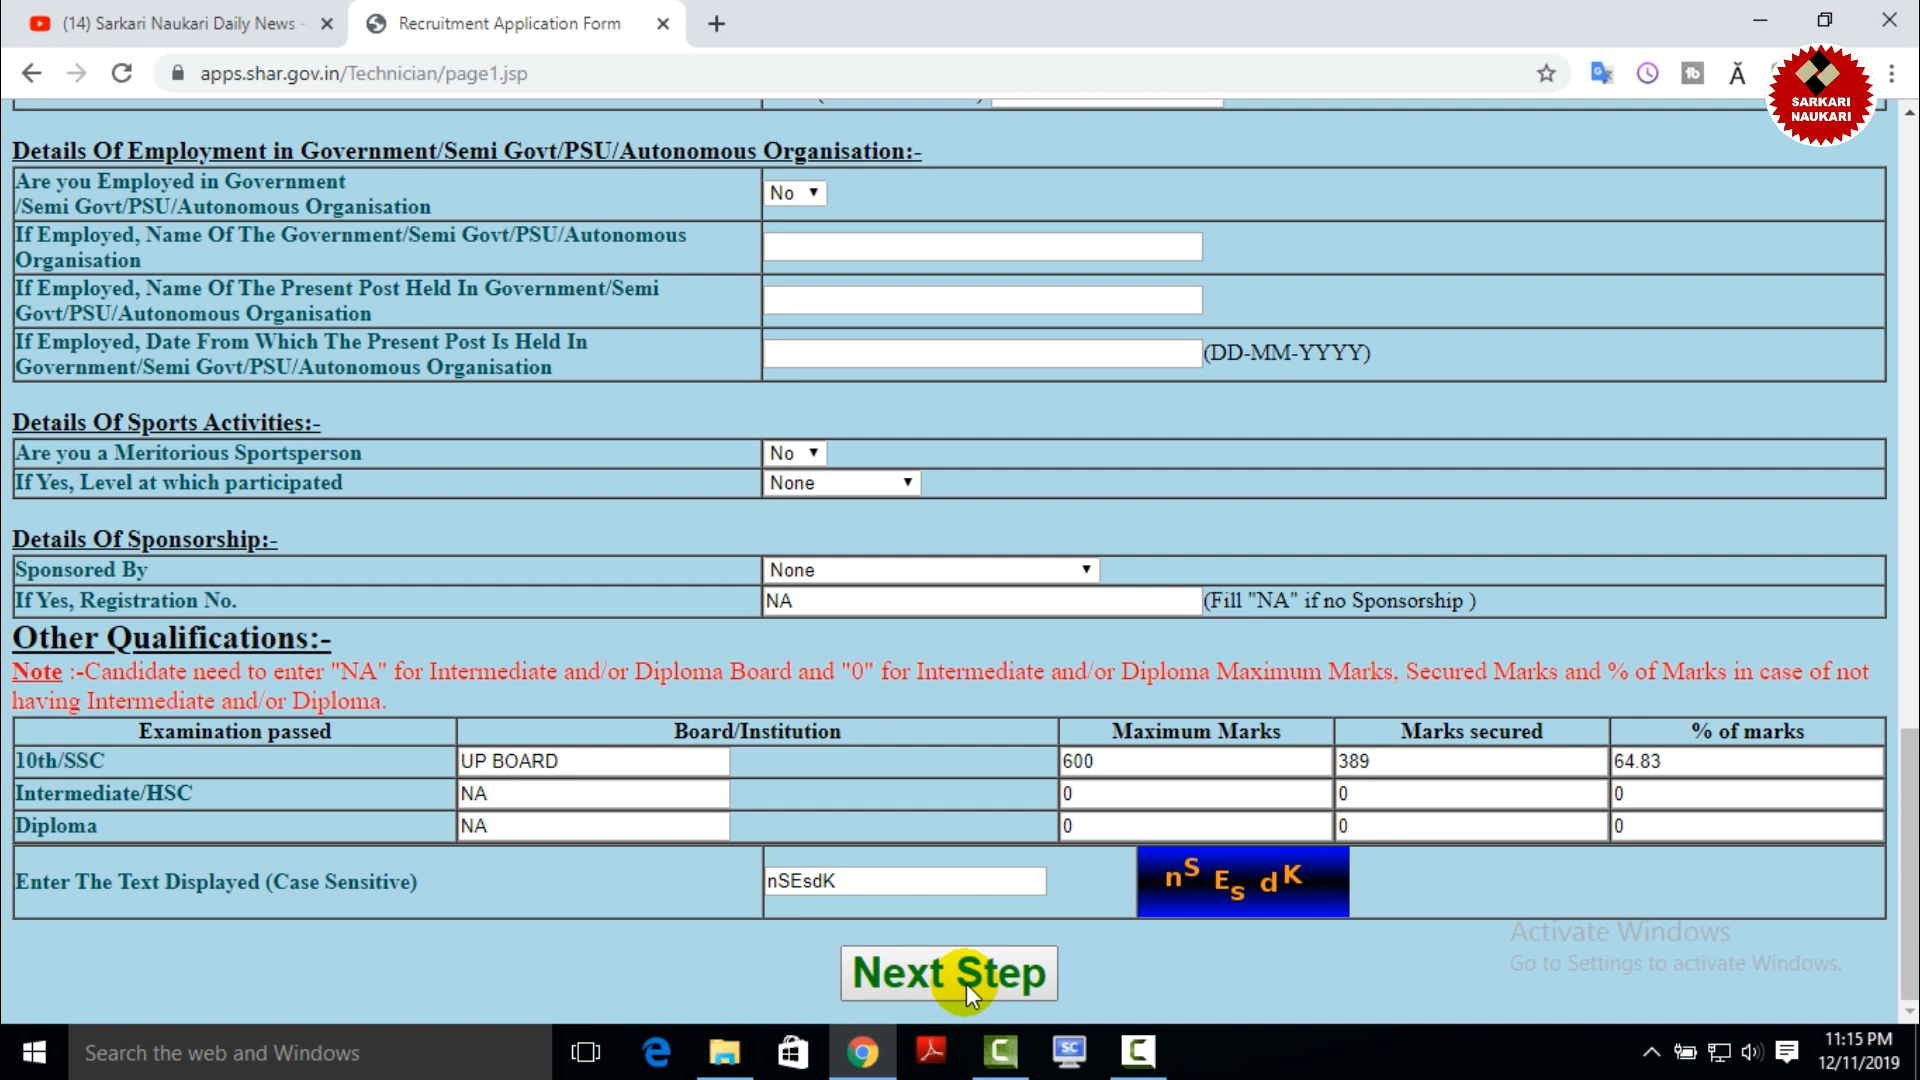 (14) Sarkari Naukari Daily News -
Recruitment Application Form
apps.shar.gov.in/Technician/page1.jsp
SARKARI
NAUKARI
Details Of Employment in Government/Semi Govt/PSU/Autonomous Organisation:-
Are you Employed in Government
/Semi Govt/PSU/Autonomous Organisation
No
If Employed, Name Of The Government/Semi Govt/PSU/Autonomous
Organisation
If Employed, Name Of The Present Post Held In Government/Semi
Govt/PSU/Autonomous Organisation
If Employed, Date From Which The Present Post Is Held In
Government/Semi Govt/PSU/Autonomous Organisation
(DD-MM-YYYY)
Details Of Sports Activities:-
Are you a Meritorious Sportsperson No
If Yes, Level at which participated None
Details Of Sponsorship:-
Sponsored By None
If Yes, Registration No. NA (Fill "NA" if no Sponsorship )
Other Qualifications:-
Note :-Candidate need to enter "NA" for Intermediate and/or Diploma Board and "0" for Intermediate and/or Diploma Maximum Marks, Secured Marks and % of Marks in case of not
having Intermediate and/or Diploma.
Examination passed Board/Institution Maximum Marks Marks secured % of marks
10th/SSC UP BOARD 600 389 64.83
Intermediate/HSC NA 0 0 0
Diploma NA 0 0 0
Enter The Text Displayed (Case Sensitive) nSEsdK n S E s d K
Activate Windows
Go to Settings to activate Windows.
Next Step
Search the web and Windows
SC
11:15 PM
12/11/2019